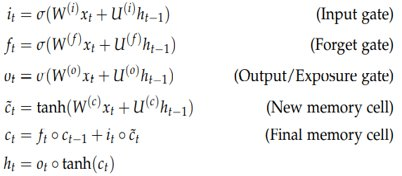 i_t = σ(W^{(i)}x_t + U^{(i)}h_{t−1}) (Input gate)
f_t = σ(W^{(f)}x_t + U^{(f)}h_{t−1}) (Forget gate)
o_t = σ(W^{(o)}x_t + U^{(o)}h_{t−1}) (Output/Exposure gate)
c̃_t = tanh(W^{(c)}x_t + U^{(c)}h_{t−1}) (New memory cell)
c_t = f_t ∘ c_{t−1} + i_t ∘ c̃_t (Final memory cell)
h_t = o_t ∘ tanh(c_t)